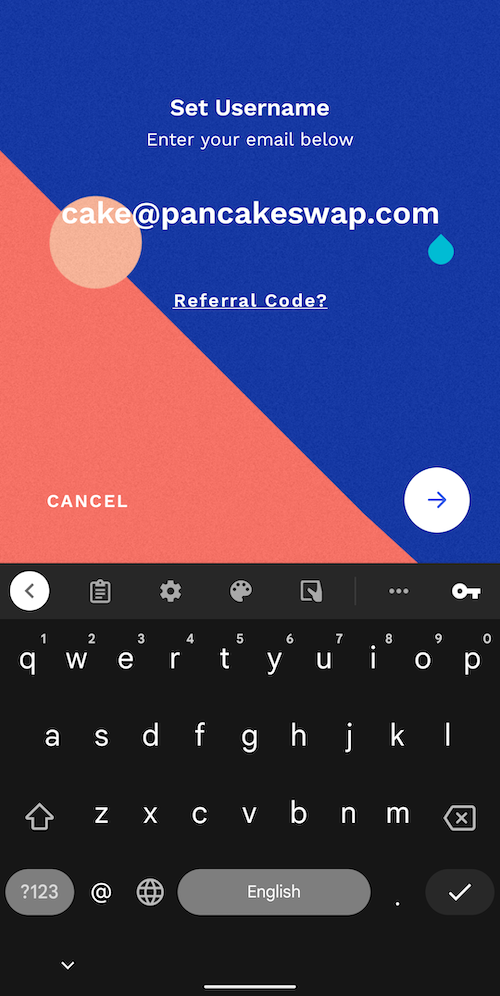 Set Username
Enter your email below
cake@pancakeswap.com
Referral Code?
CANCEL
1 2 3 4 5 6 7 8 9 0
q w e r t y u i o p
a s d f g h j k l
z x c v b n m
?123 @ English .